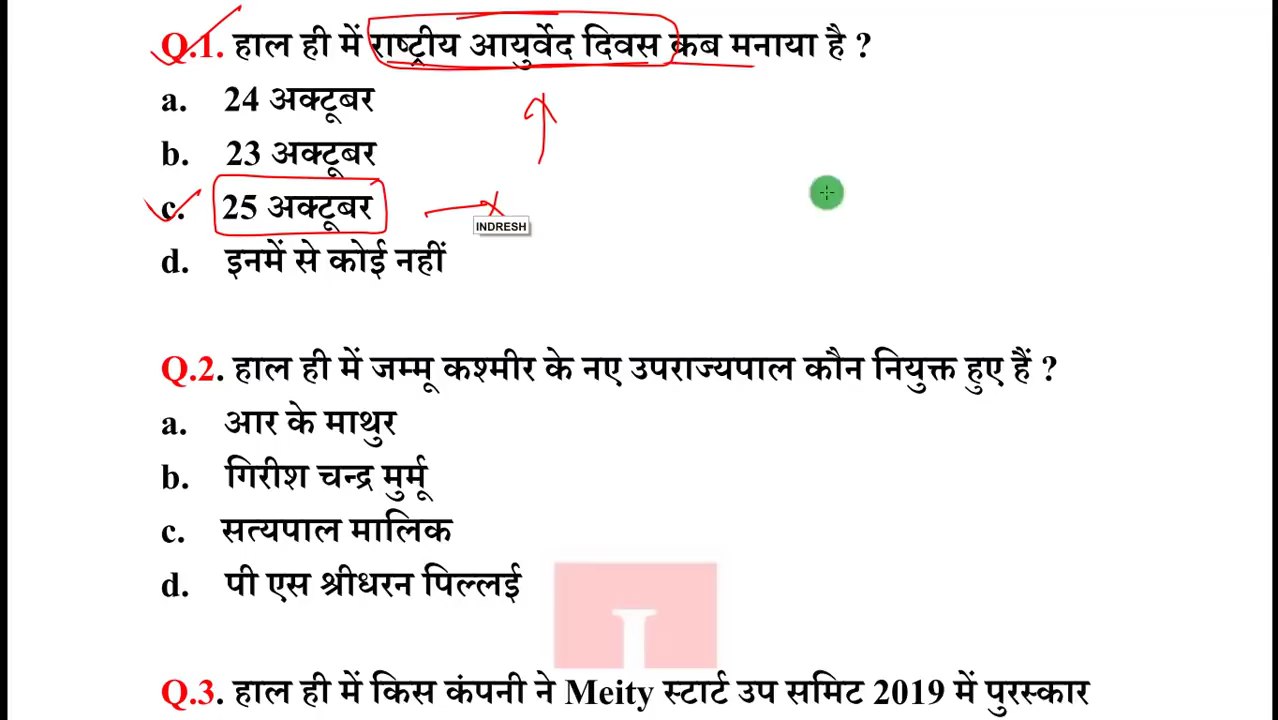 Q.1. हाल ही में राष्ट्रीय आयुर्वेद दिवस कब मनाया है ?
a. 24 अक्टूबर
b. 23 अक्टूबर
c. 25 अक्टूबर
INDRESH
d. इनमें से कोई नहीं
Q.2. हाल ही में जम्मू कश्मीर के नए उपराज्यपाल कौन नियुक्त हुए हैं ?
a. आर के माथुर
b. गिरीश चन्द्र मुर्मू
c. सत्यपाल मालिक
d. पी एस श्रीधरन पिल्लई
Q.3. हाल ही में किस कंपनी ने Meity स्टार्ट उप समिट 2019 में पुरस्कार